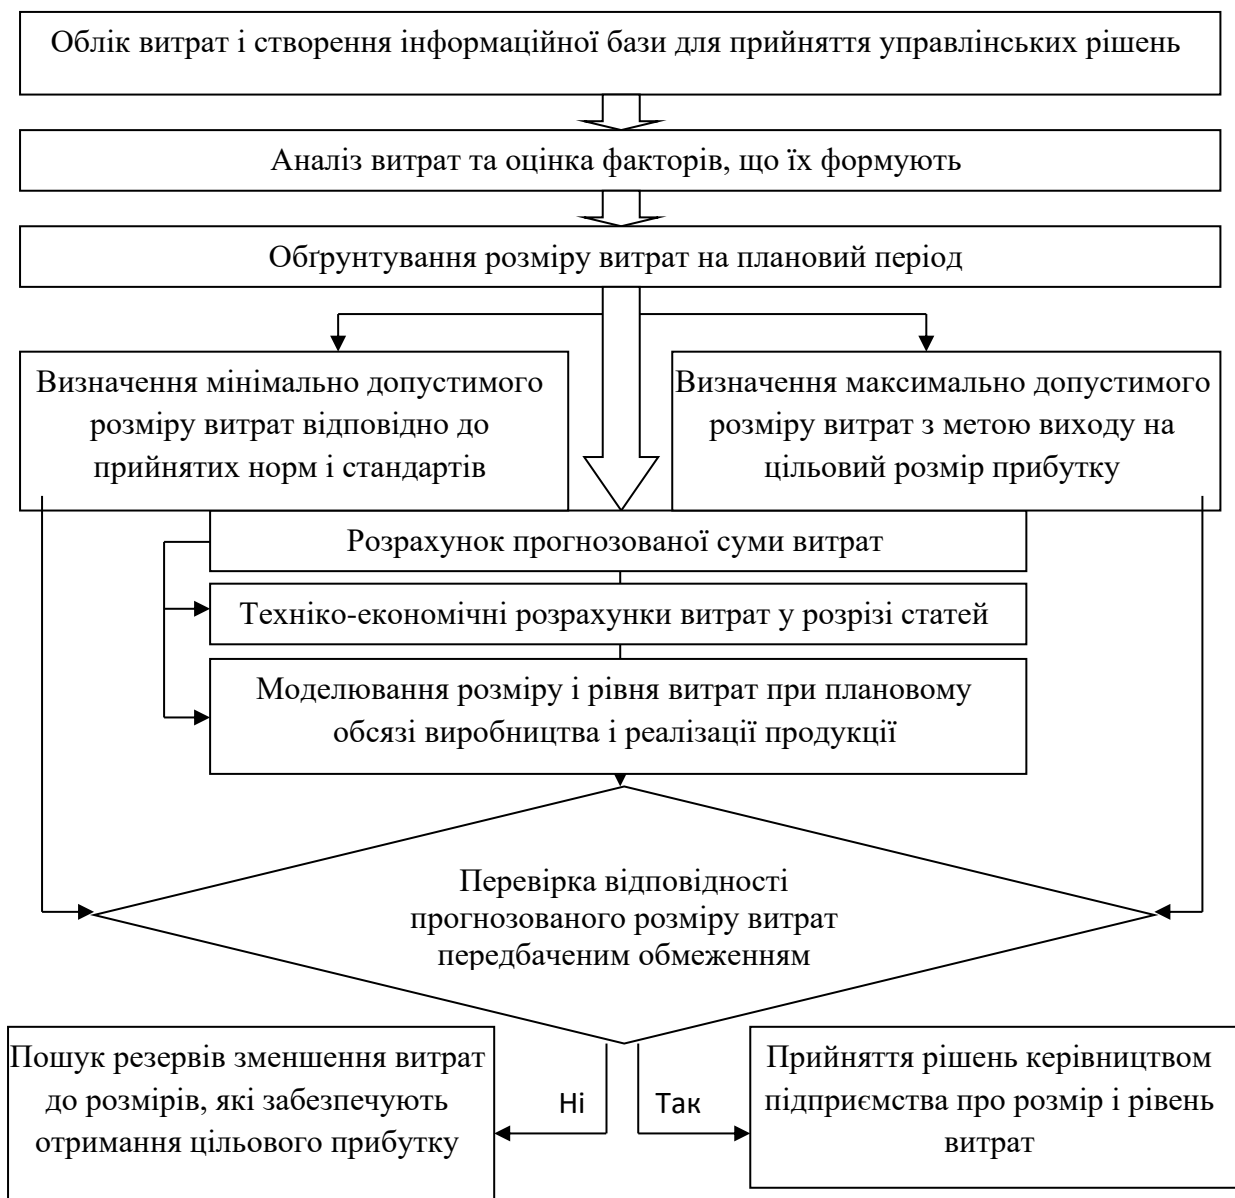 Облік витрат і створення інформаційної бази для прийняття управлінських рішень
Аналіз витрат та оцінка факторів, що їх формують
Обґрунтування розміру витрат на плановий період
Визначення мінімально допустимого
розміру витрат відповідно до
прийнятих норм і стандартів
Визначення максимально допустимого
розміру витрат з метою виходу на
цільовий розмір прибутку
Розрахунок прогнозованої суми витрат
Техніко-економічні розрахунки витрат у розрізі статей
Моделювання розміру і рівня витрат при плановому
обсязі виробництва і реалізації продукції
Перевірка відповідності
прогнозованого розміру витрат
передбаченим обмеженням
Пошук резервів зменшення витрат
до розмірів, які забезпечують
отримання цільового прибутку
Ні
Так
Прийняття рішень керівництвом
підприємства про розмір і рівень
витрат